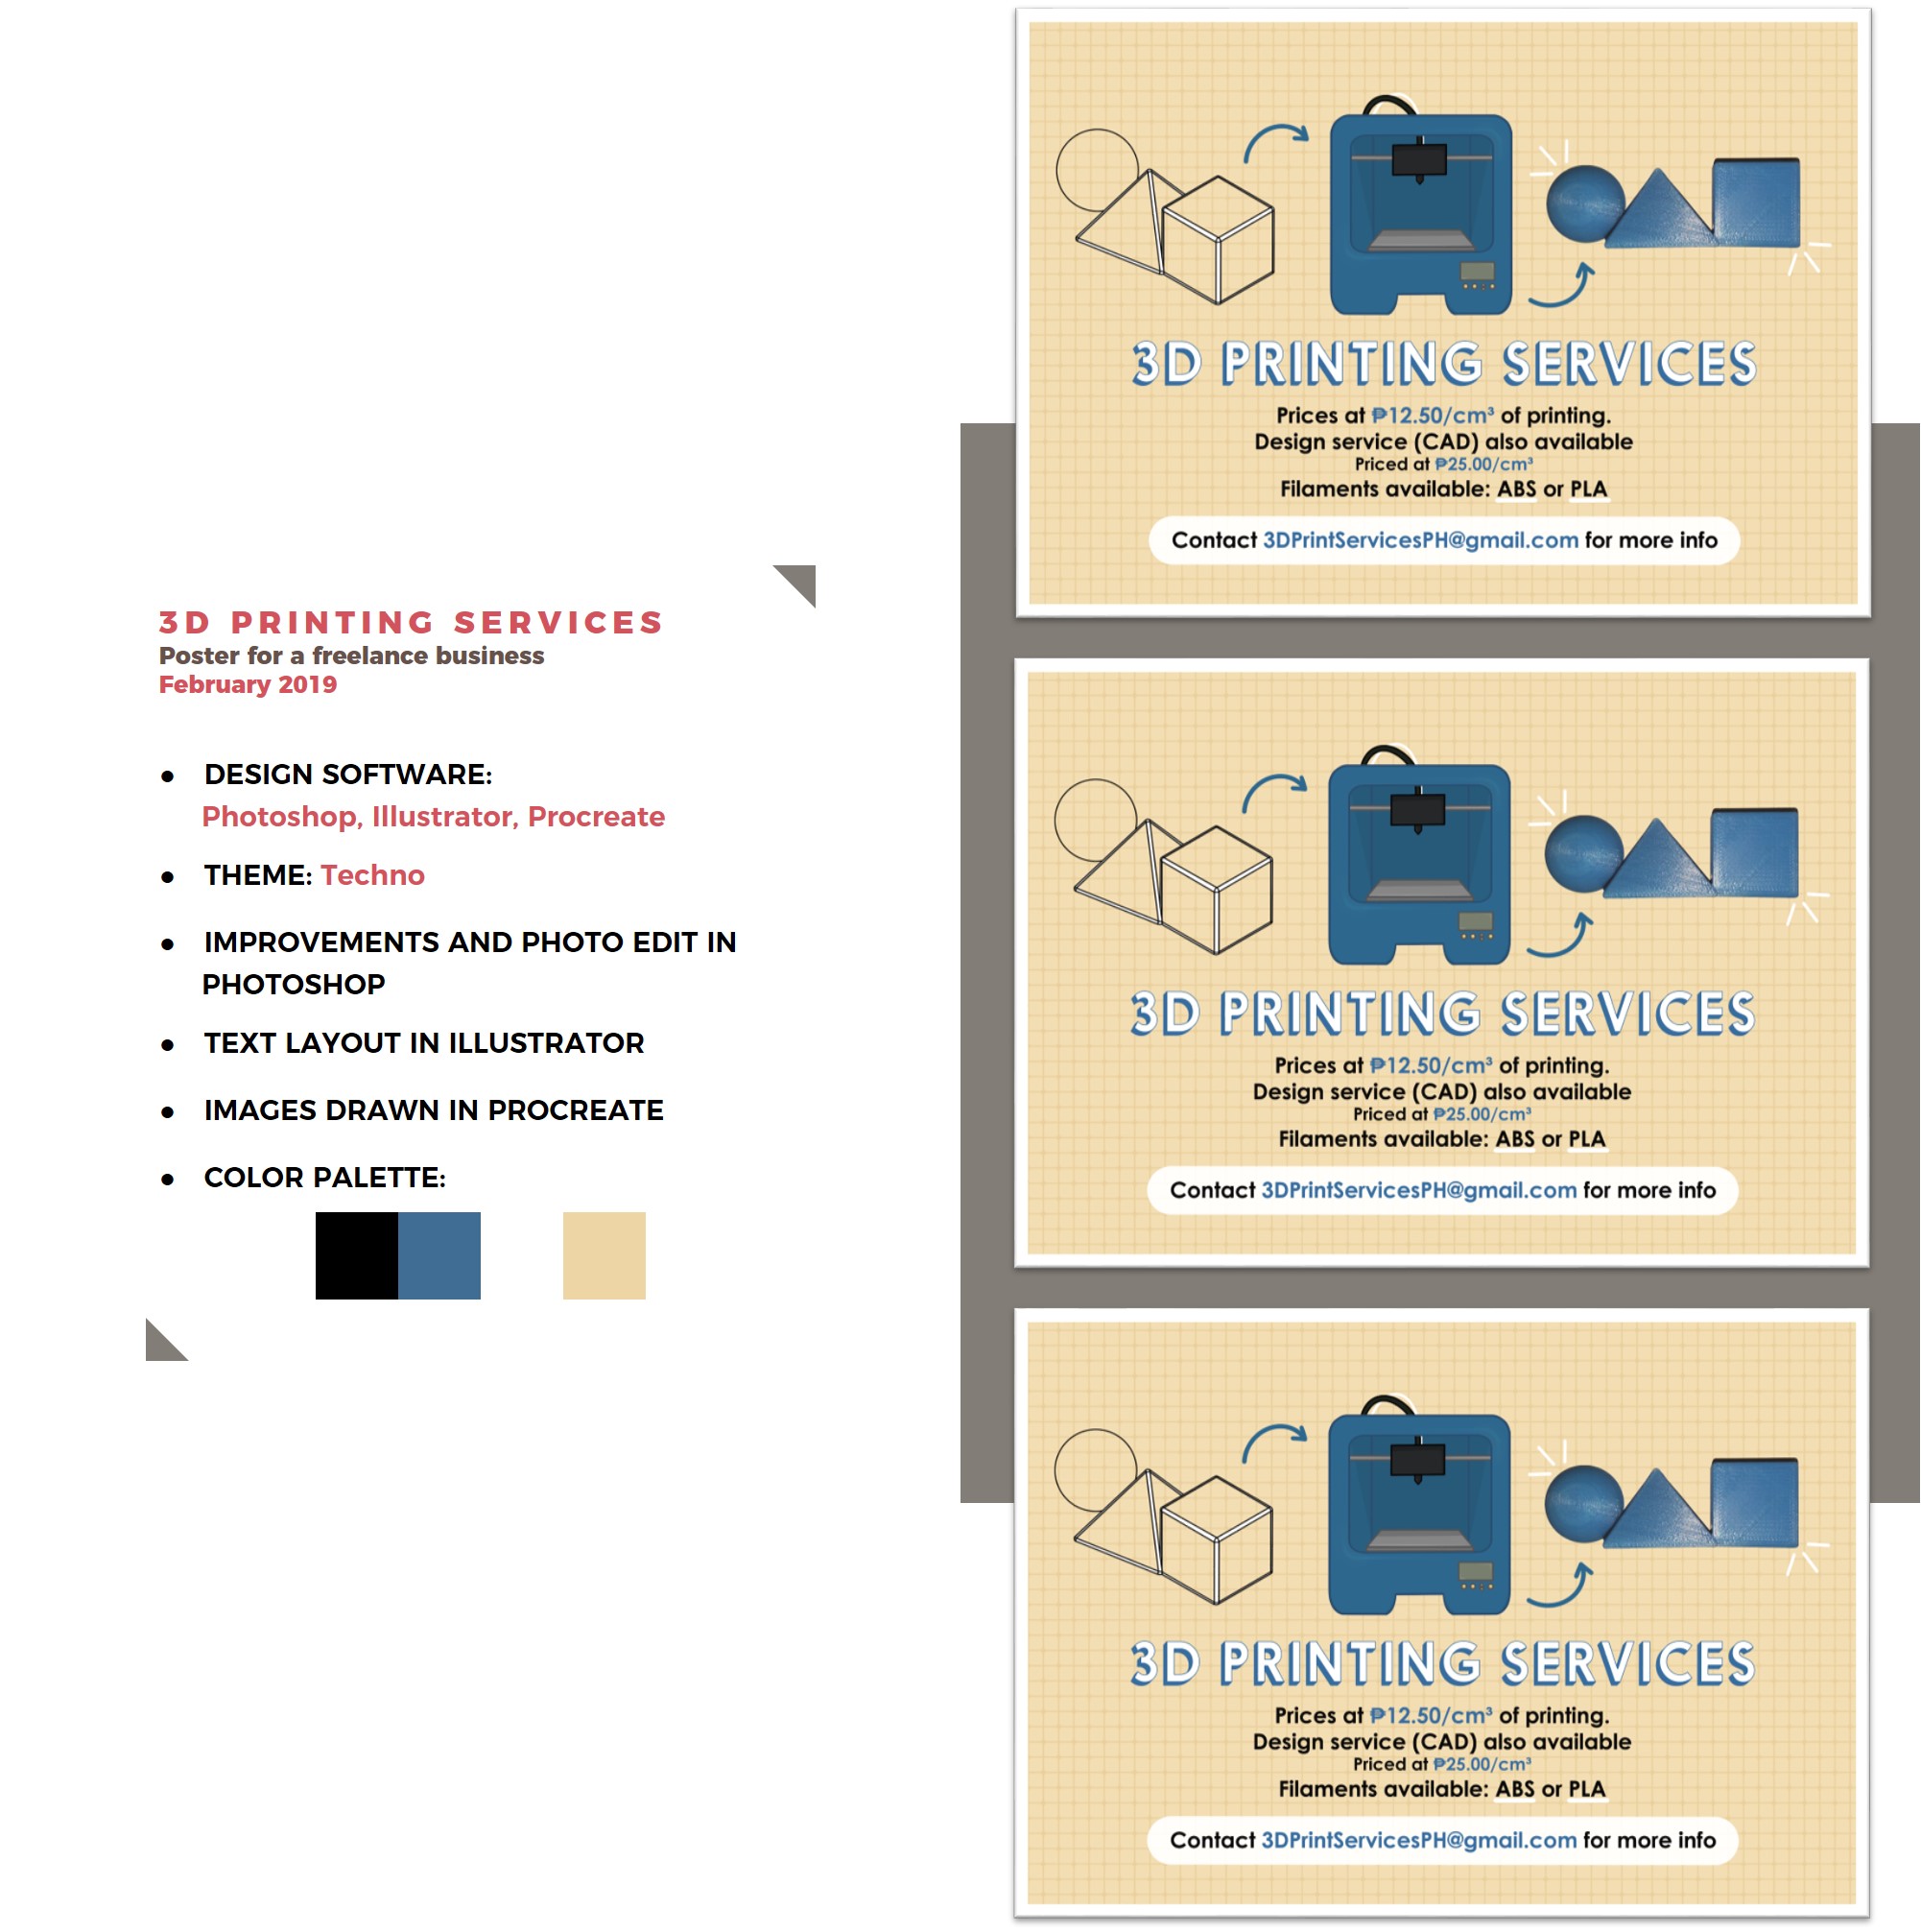 3D PRINTING SERVICES
Poster for a freelance business
February 2019
● DESIGN SOFTWARE:
Photoshop, Illustrator, Procreate
● THEME: Techno
● IMPROVEMENTS AND PHOTO EDIT IN
PHOTOSHOP
● TEXT LAYOUT IN ILLUSTRATOR
● IMAGES DRAWN IN PROCREATE
● COLOR PALETTE:
3D PRINTING SERVICES
Prices at ₱12.50/cm³ of printing.
Design service (CAD) also available
Priced at ₱25.00/cm³
Filaments available: ABS or PLA
Contact 3DPrintServicesPH@gmail.com for more info
3D PRINTING SERVICES
Prices at ₱12.50/cm³ of printing.
Design service (CAD) also available
Priced at ₱25.00/cm³
Filaments available: ABS or PLA
Contact 3DPrintServicesPH@gmail.com for more info
3D PRINTING SERVICES
Prices at ₱12.50/cm³ of printing.
Design service (CAD) also available
Priced at ₱25.00/cm³
Filaments available: ABS or PLA
Contact 3DPrintServicesPH@gmail.com for more info